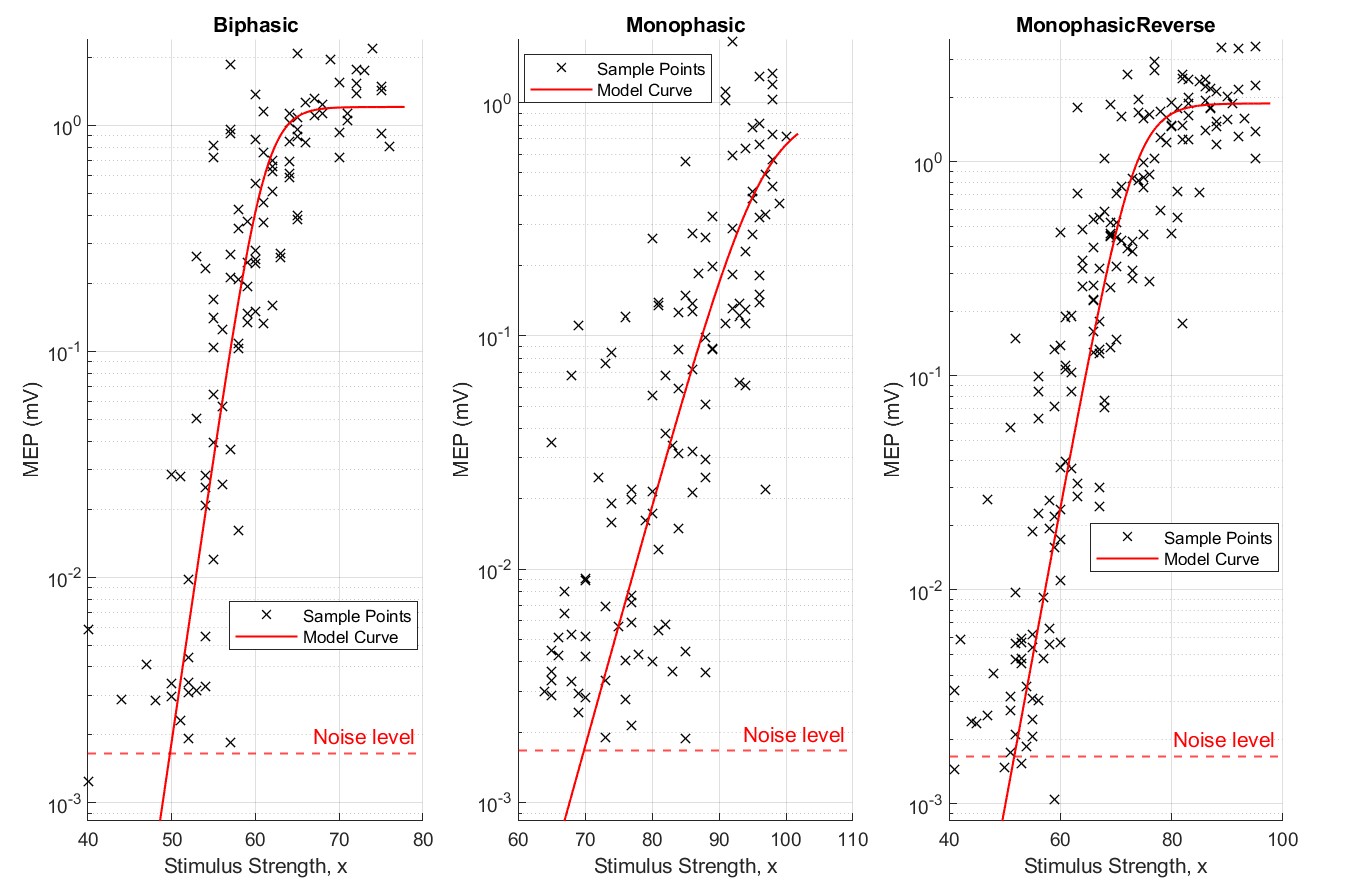 Biphasic
MEP (mV)
10^0
10^-1
10^-2
10^-3
Sample Points
Model Curve
Noise level
40 50 60 70 80
Stimulus Strength, x
Monophasic
MEP (mV)
Sample Points
Model Curve
10^0
10^-1
10^-2
10^-3
Noise level
60 70 80 90 100 110
Stimulus Strength, x
MonophasicReverse
MEP (mV)
10^0
10^-1
10^-2
10^-3
Sample Points
Model Curve
Noise level
40 60 80 100
Stimulus Strength, x